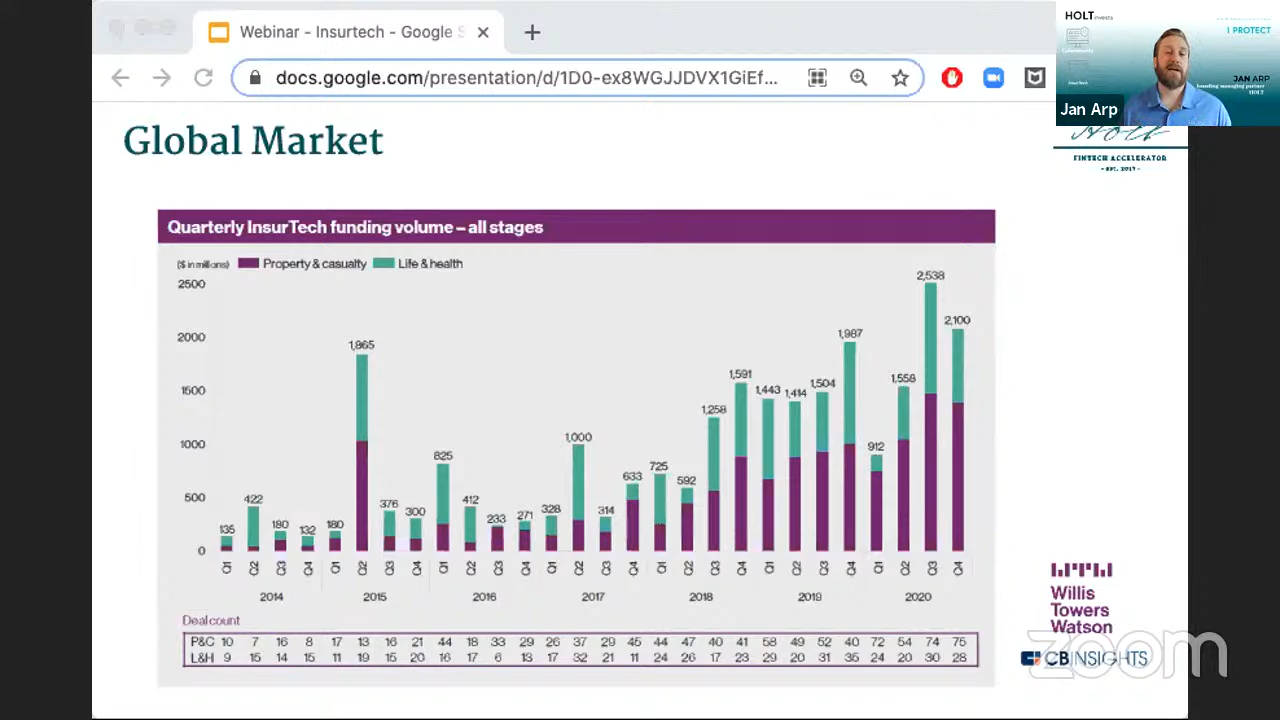 Webinar - Insurtech - Google S
docs.google.com/presentation/d/1D0-ex8WGJJDVX1GiEf...
HOLT
I PROTECT
JAN ARP
founding managing partner
HOLT
Jan Arp
Global Market
FINTECH ACCELERATOR
- EST. 2017 -
Quarterly InsurTech funding volume – all stages
($ in millions) Property & casualty Life & health
2500
2000
1500
1000
500
0
135 422 180 132 180 1,865 376 300 825 412 233 271 328 1,000 314 633 725 592 1,258 1,591 1,443 1,414 1,504 1,987 912 1,558 2,538 2,100
Q1 Q2 Q3 Q4 Q1 Q2 Q3 Q4 Q1 Q2 Q3 Q4 Q1 Q2 Q3 Q4 Q1 Q2 Q3 Q4 Q1 Q2 Q3 Q4 Q1 Q2 Q3 Q4
2014 2015 2016 2017 2018 2019 2020
Deal count
P&C 10 7 16 8 17 13 16 21 44 18 33 29 26 37 29 45 44 47 40 41 58 49 52 40 72 54 74 75
L&H 9 15 14 15 11 19 15 20 16 17 6 13 17 32 21 11 24 26 17 23 29 20 31 35 24 20 30 28
Willis
Towers
Watson
CBINSIGHTS
zoom